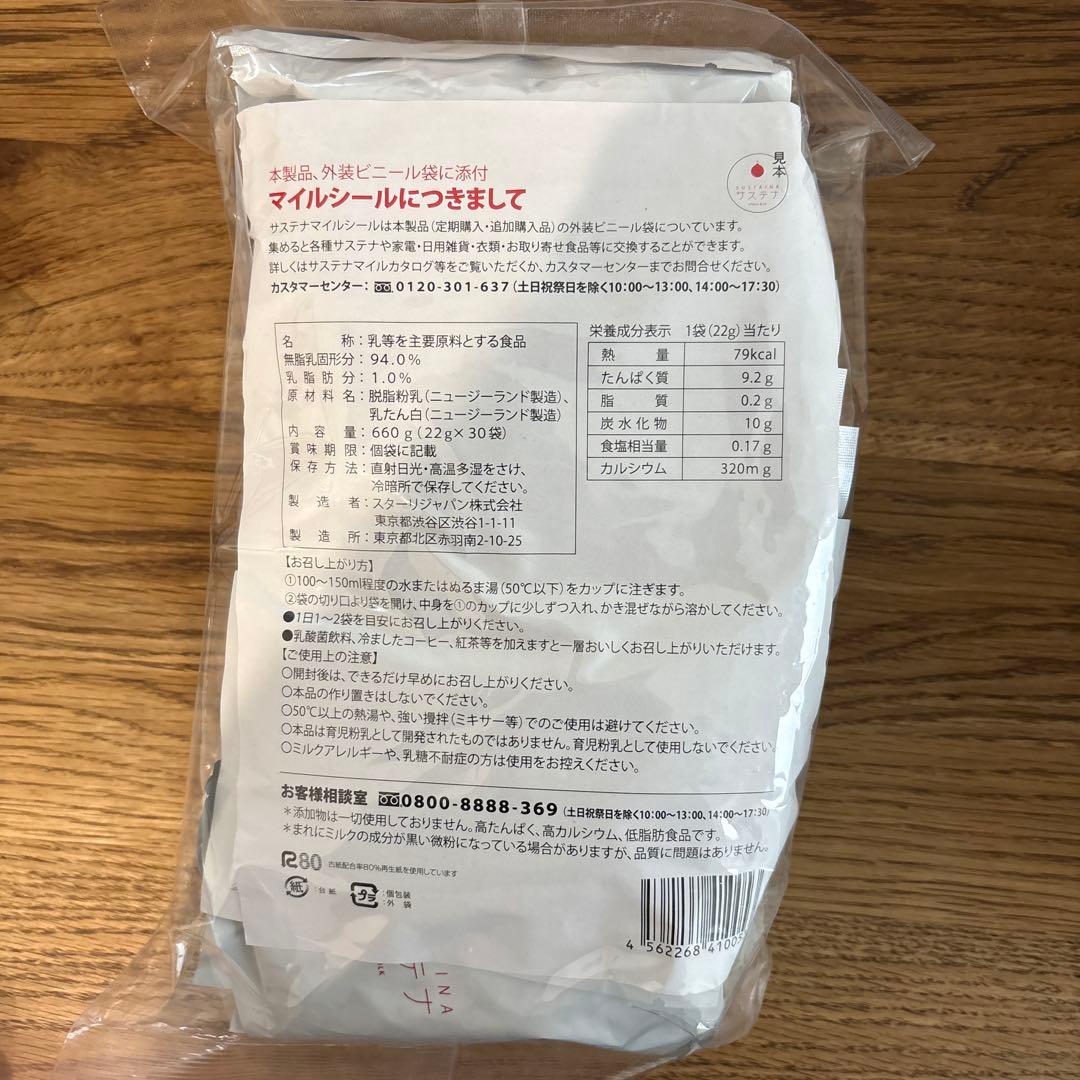 本製品、外装ビニール袋に添付
マイルシールにつきまして
見本
SUSTAINA
サステナ
サステナマイルシールは本製品(定期購入・追加購入品)の外装ビニール袋についています。
集めると各種サステナや家電・日用雑貨・衣類・お取り寄せ食品等に交換することができます。
詳しくはサステナマイルカタログ等をご覧いただくか、カスタマーセンターまでお問合せください。
カスタマーセンター: 0120-301-637(土日祝祭日を除く10:00〜13:00、14:00〜17:30)
名称:乳等を主要原料とする食品
無脂乳固形分:94.0%
乳脂肪分:1.0%
原材料名:脱脂粉乳(ニュージーランド製造)、
乳たん白(ニュージーランド製造)
内容量:660g(22g×30袋)
賞味期限:個袋に記載
保存方法:直射日光・高温多湿をさけ、
冷暗所で保存してください。
製造者:スターリジャパン株式会社
東京都渋谷区渋谷1-1-11
製造所:東京都北区赤羽南2-10-25
栄養成分表示 1袋(22g)当たり
熱量 79kcal
たんぱく質 9.2g
脂質 0.2g
炭水化物 10g
食塩相当量 0.17g
カルシウム 320mg
【お召し上がり方】
①100〜150ml程度の水またはぬるま湯(50℃以下)をカップに注ぎます。
②袋の切り口より袋を開け、中身を①のカップに少しずつ入れ、かき混ぜながら溶かしてください。
●1日1〜2袋を目安にお召し上がりください。
●乳酸菌飲料、冷ましたコーヒー、紅茶等を加えますと一層おいしくお召し上がりいただけます。
【ご使用上の注意】
○開封後は、できるだけ早めに召し上がりください。
○本品の作り置きはしないでください。
○50℃以上の熱湯や、強い攪拌(ミキサー等)でのご使用は避けてください。
○本品は育児粉乳として開発されたものではありません。育児粉乳として使用しないでください。
○ミルクアレルギーや、乳糖不耐症の方は使用をお控えください。
お客様相談室 0800-8888-369(土日祝祭日を除く10:00〜13:00、14:00〜17:30)
*添加物は一切使用しておりません。高たんぱく、高カルシウム、低脂肪食品です。
*まれにミルクの成分が黒い微粉になっている場合がありますが、品質に問題はありません。
R80 古紙配合率80%再生紙を使用しています
紙 :台紙
プラ :個包装
:外袋
4 562268 41005
INA
テナ